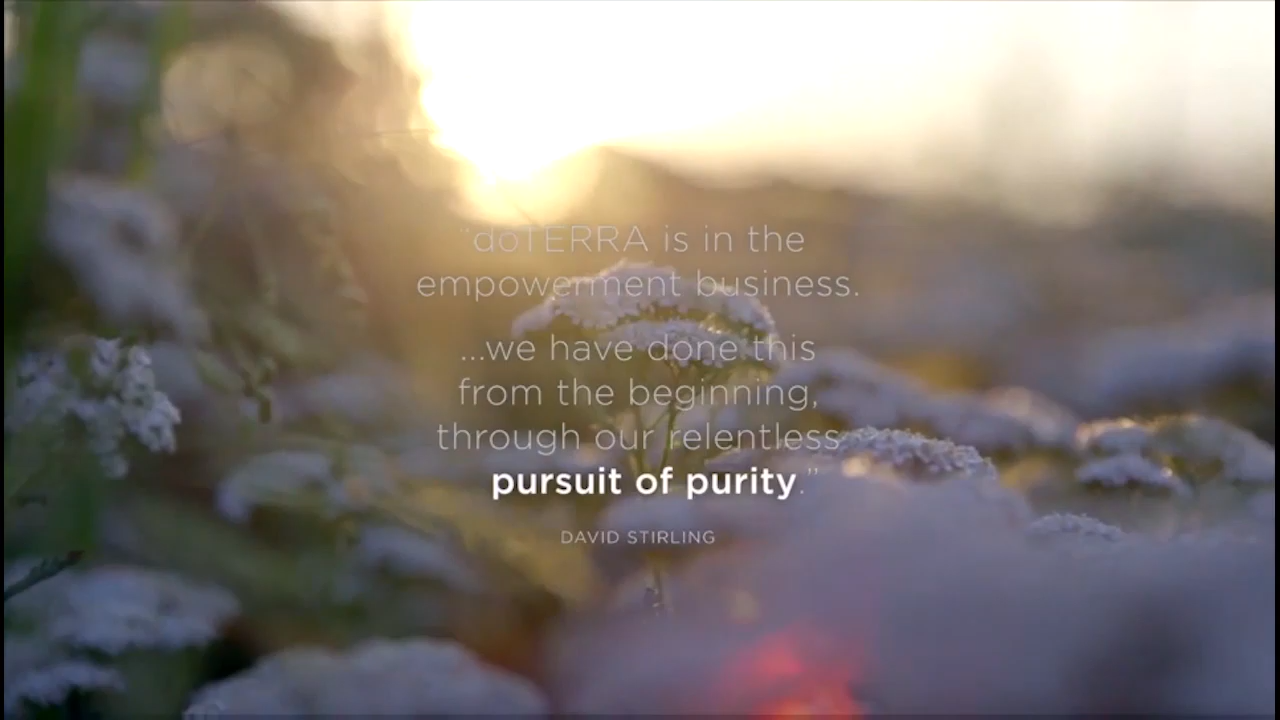 “doTERRA is in the
empowerment business.
...we have done this
from the beginning,
through our relentless
pursuit of purity.”
DAVID STIRLING